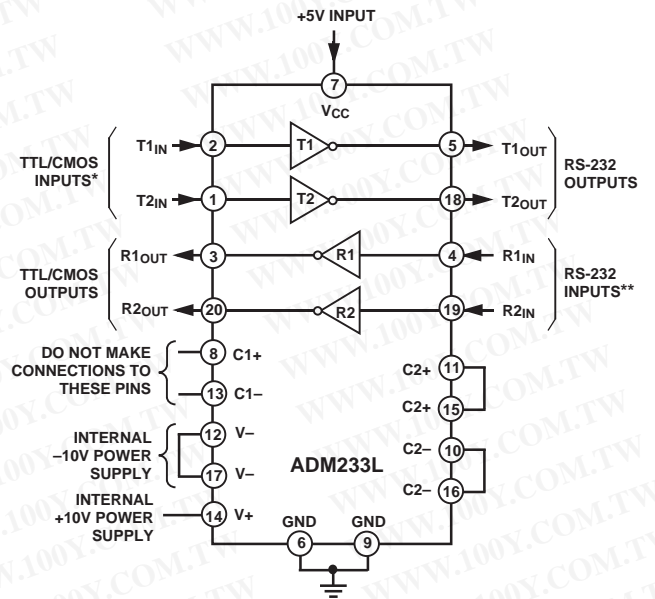 +5V INPUT
7
VCC
TTL/CMOS
INPUTS*
T1IN
2
T1
5
T1OUT
RS-232
OUTPUTS
T2IN
1
T2
18
T2OUT
TTL/CMOS
OUTPUTS
R1OUT
3
R1
4
R1IN
RS-232
INPUTS**
R2OUT
20
R2
19
R2IN
DO NOT MAKE
CONNECTIONS TO
THESE PINS
8
C1+
13
C1–
C2+
11
C2+
15
INTERNAL
–10V POWER
SUPPLY
12
V–
17
V–
C2–
10
C2–
16
ADM233L
INTERNAL
+10V POWER
SUPPLY
14
V+
GND
6
GND
9
WWW.100Y.COM.TW